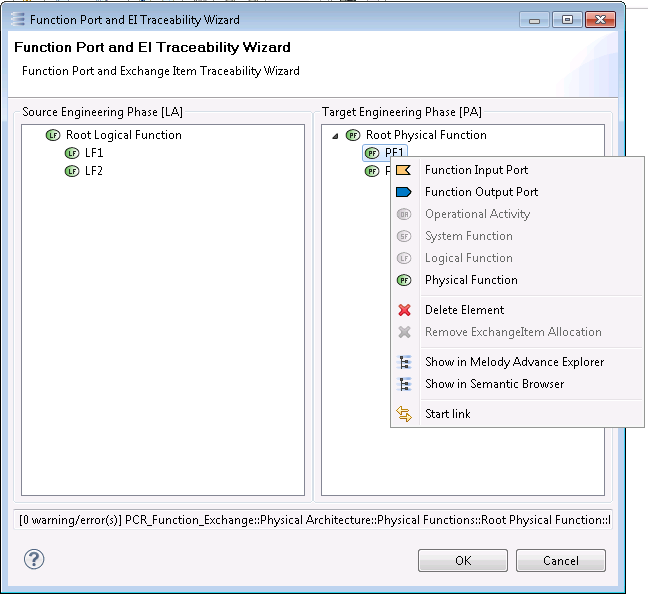 Function Port and EI Traceability Wizard
Function Port and EI Traceability Wizard
Function Port and Exchange Item Traceability Wizard
Source Engineering Phase [LA]
LF Root Logical Function
LF LF1
LF LF2
Target Engineering Phase [PA]
PF Root Physical Function
PF PF1
PF
Function Input Port
Function Output Port
OA Operational Activity
SF System Function
LF Logical Function
PF Physical Function
Delete Element
Remove ExchangeItem Allocation
Show in Melody Advance Explorer
Show in Semantic Browser
Start link
[0 warning/error(s)] PCR_Function_Exchange::Physical Architecture::Physical Functions::Root Physical Function::
?
OK
Cancel